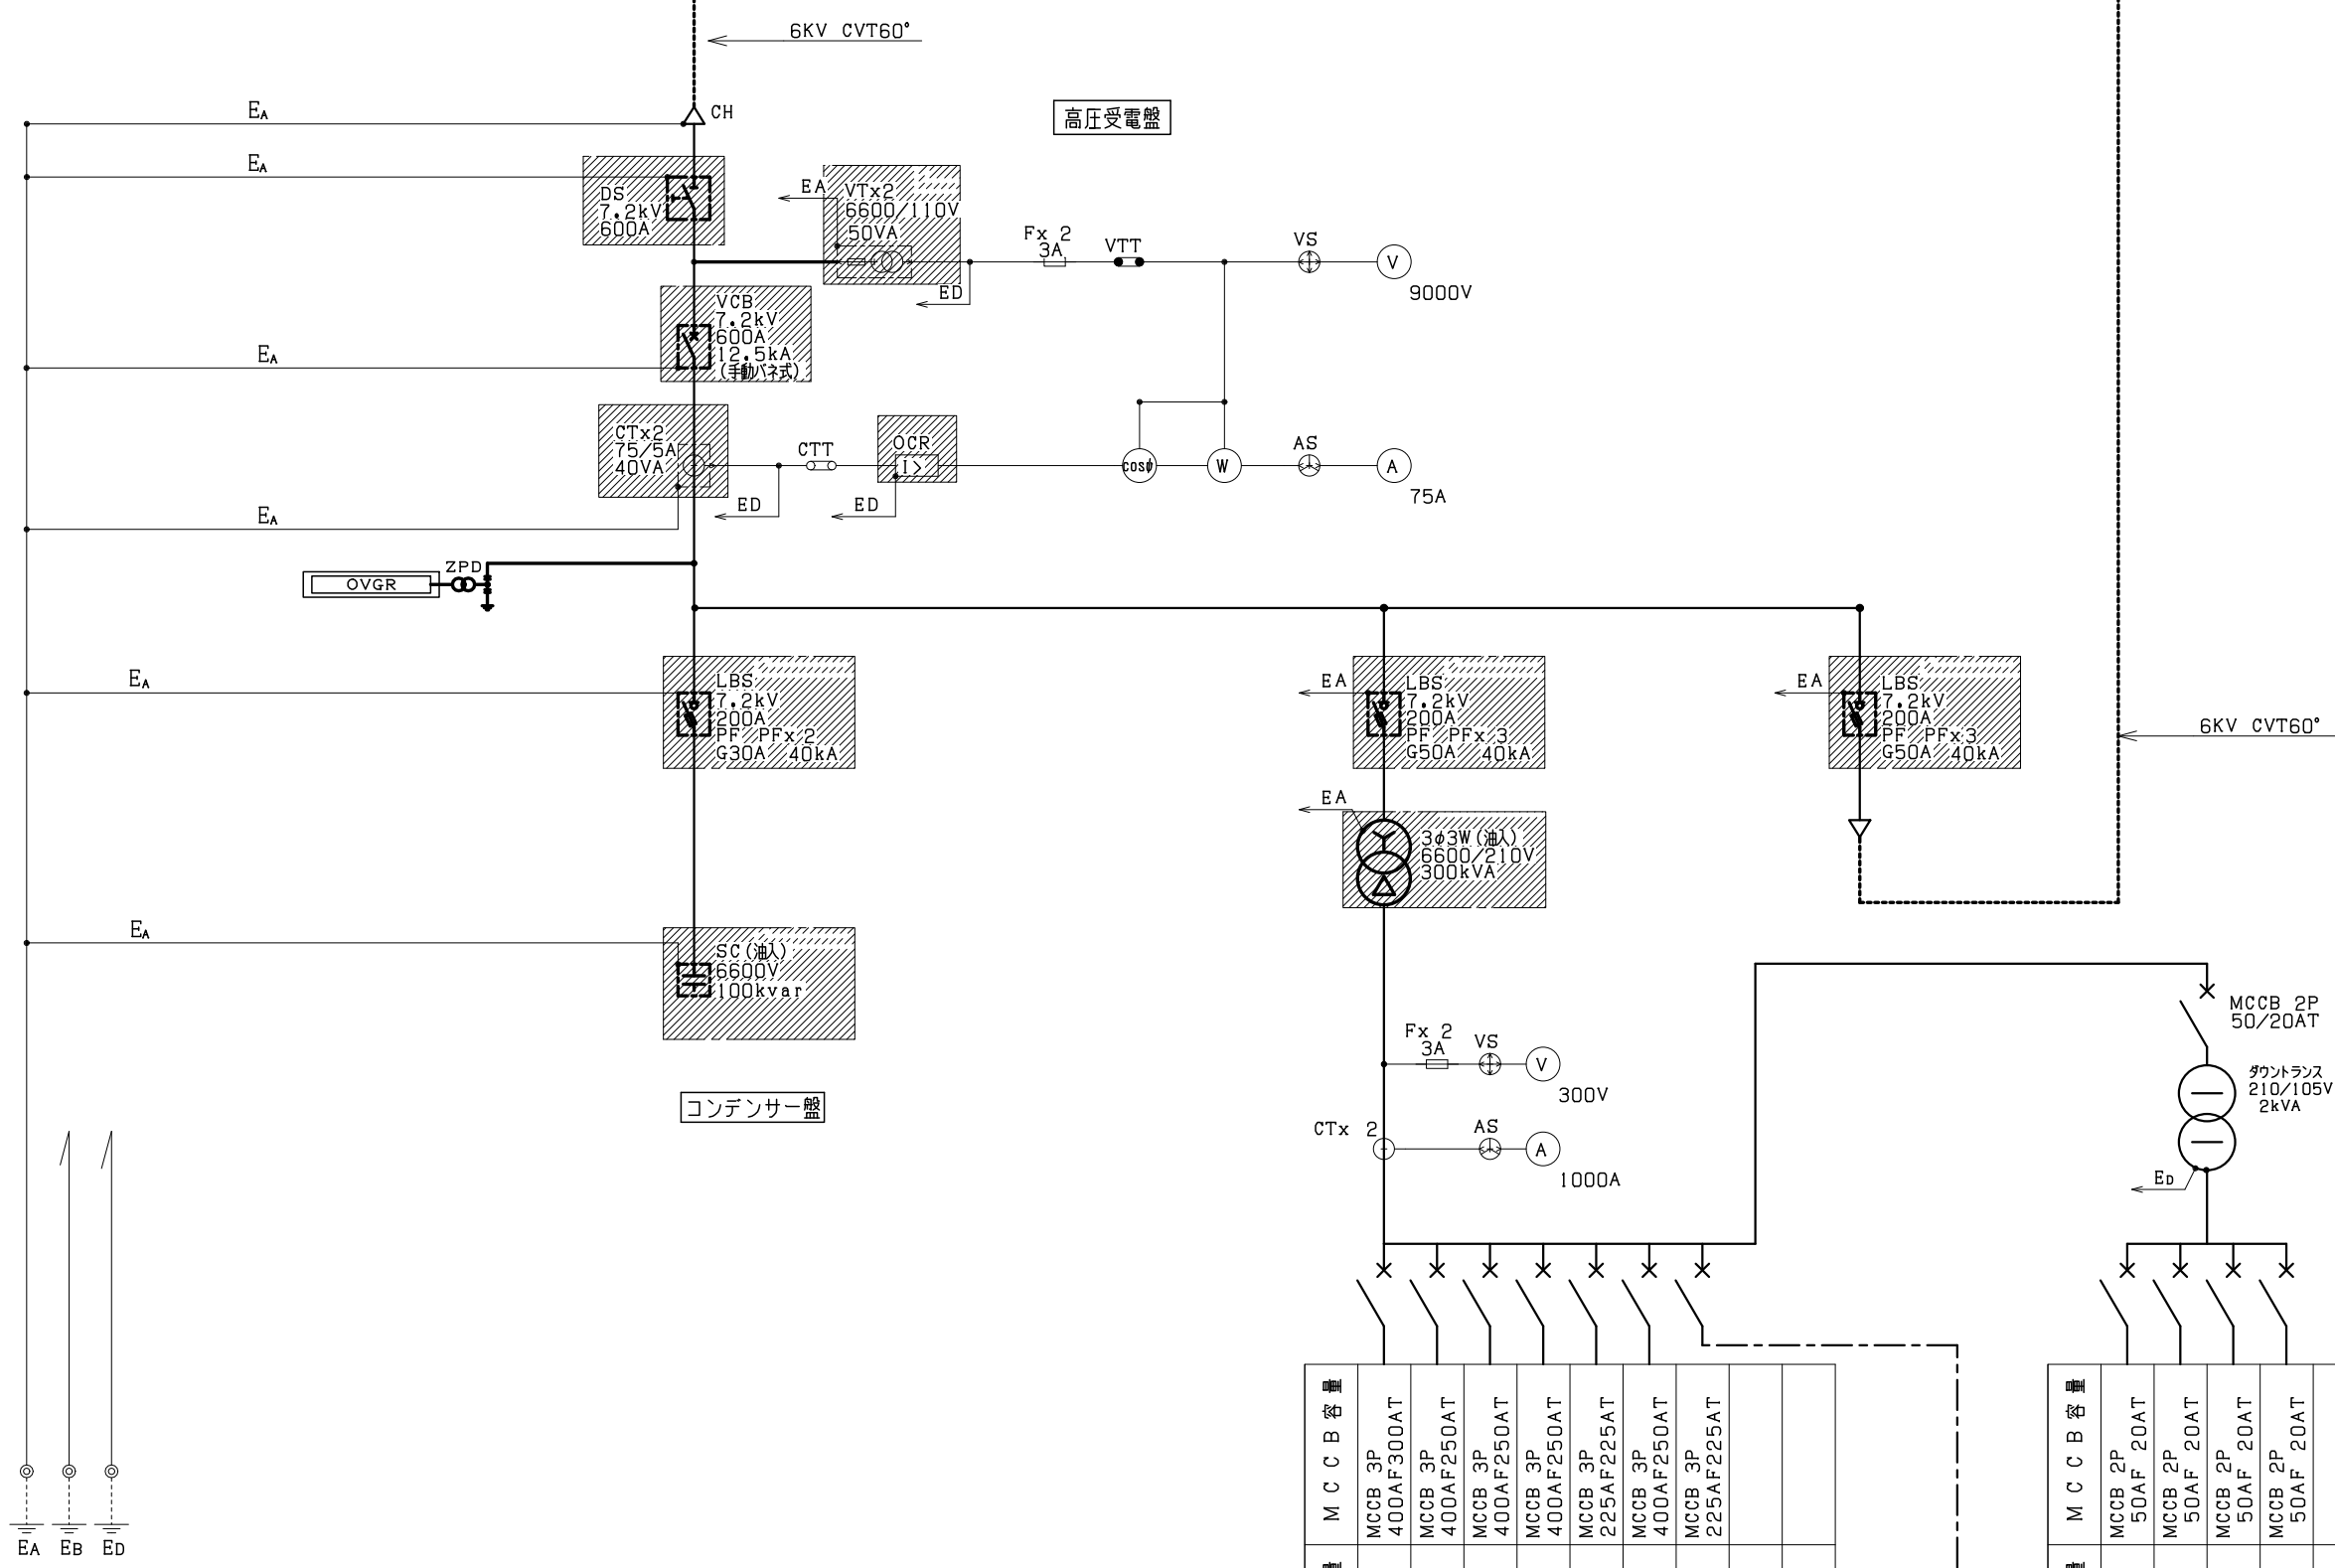 6KV CVT60°
CH
高圧受電盤
EA
EA
DS
7.2kV
600A
EA
VTx2
6600/110V
50VA
ED
Fx 2
3A
VTT
VS
V
9000V
VCB
7.2kV
600A
12.5kA
(手動バネ式)
EA
CTx2
75/5A
40VA
CTT
OCR
I>
ED
ED
cosφ
W
AS
A
75A
EA
OVGR
ZPD
EA
LBS
7.2kV
200A
PF PFx 2
G30A 40kA
EA
LBS
7.2kV
200A
PF PFx 3
G50A 40kA
EA
LBS
7.2kV
200A
PF PFx 3
G50A 40kA
6KV CVT60°
EA
3φ3W(油入)
6600/210V
300kVA
EA
SC(油入)
6600V
100kvar
コンデンサー盤
Fx 2
3A
VS
V
300V
CTx 2
AS
A
1000A
MCCB 2P
50/20AT
ダウントランス
210/105V
2kVA
ED
MCCB容量
MCCB 3P
400AF300AT
MCCB 3P
400AF250AT
MCCB 3P
400AF250AT
MCCB 3P
400AF250AT
MCCB 3P
225AF225AT
MCCB 3P
400AF250AT
MCCB 3P
225AF225AT
MCCB容量
MCCB 2P
50AF 20AT
MCCB 2P
50AF 20AT
MCCB 2P
50AF 20AT
MCCB 2P
50AF 20AT
EA
EB
ED